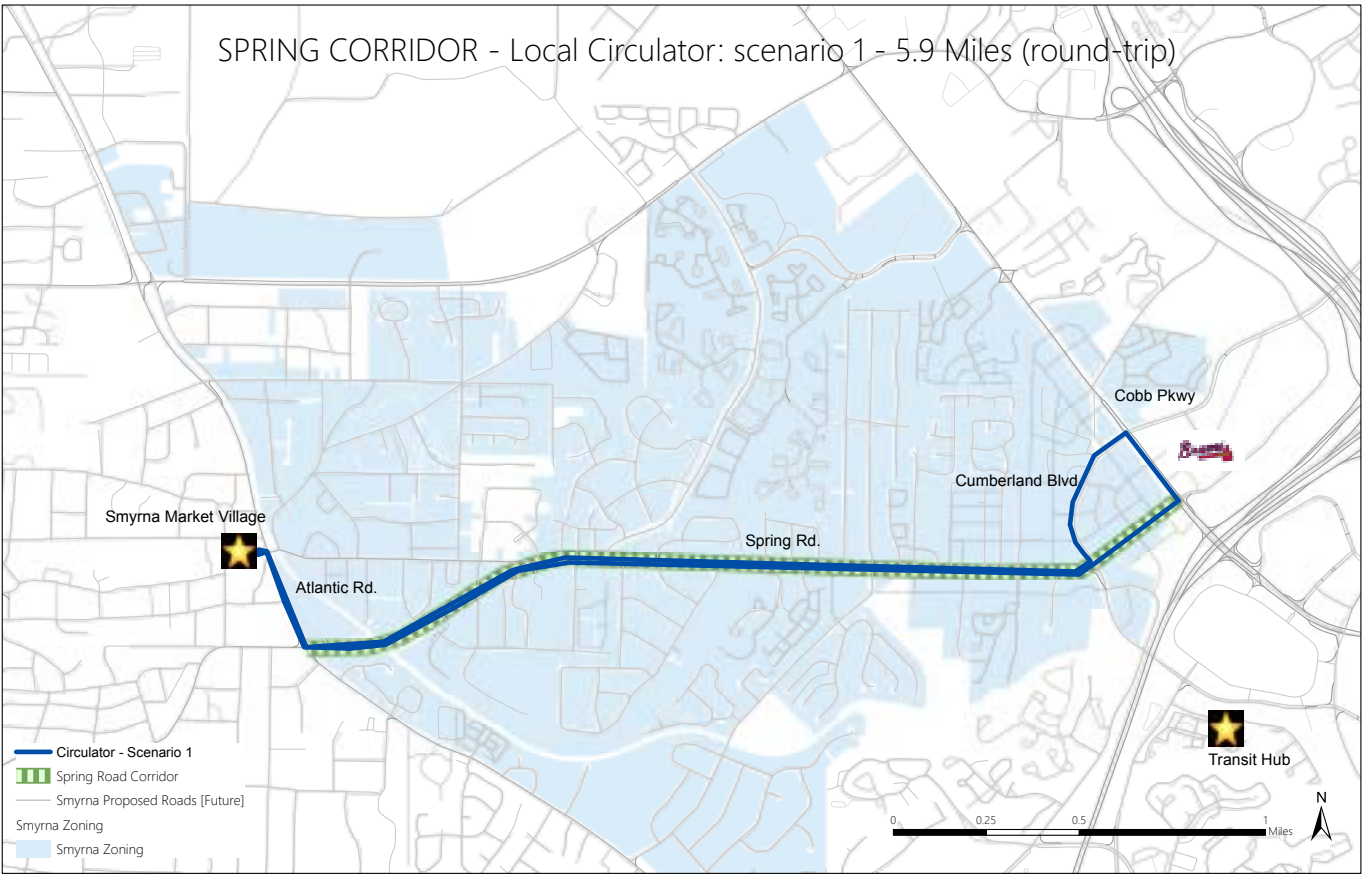 SPRING CORRIDOR - Local Circulator: scenario 1 - 5.9 Miles (round-trip)
Cobb Pkwy
Braves
Cumberland Blvd
Smyrna Market Village
Spring Rd.
Atlantic Rd.
Transit Hub
Circulator - Scenario 1
Spring Road Corridor
Smyrna Proposed Roads [Future]
Smyrna Zoning
Smyrna Zoning
0 0.25 0.5 1
Miles
N